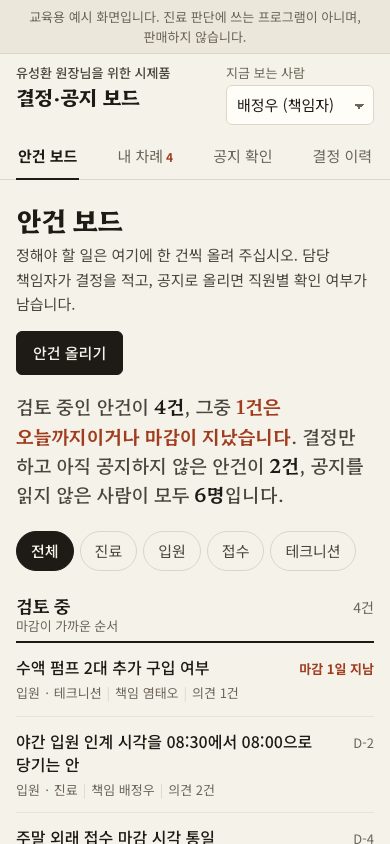 교육용 예시 화면입니다. 진료 판단에 쓰는 프로그램이 아니며,
판매하지 않습니다.
유성환 원장님을 위한 시제품
결정·공지 보드
지금 보는 사람
배정우 (책임자)
안건 보드
내 차례 4
공지 확인
결정 이력
안건 보드
정해야 할 일은 여기에 한 건씩 올려 주십시오. 담당
책임자가 결정을 적고, 공지로 올리면 직원별 확인 여부가
남습니다.
안건 올리기
검토 중인 안건이 4건, 그중 1건은
오늘까지이거나 마감이 지났습니다. 결정만
하고 아직 공지하지 않은 안건이 2건, 공지를
읽지 않은 사람이 모두 6명입니다.
전체
진료
입원
접수
테크니션
검토 중
4건
마감이 가까운 순서
수액 펌프 2대 추가 구입 여부
마감 1일 지남
입원 · 테크니션 책임 염태오 의견 1건
야간 입원 인계 시각을 08:30에서 08:00으로
당기는 안
D-2
입원 · 진료 책임 배정우 의견 2건
주말 외래 접수 마감 시각 통일
D-4